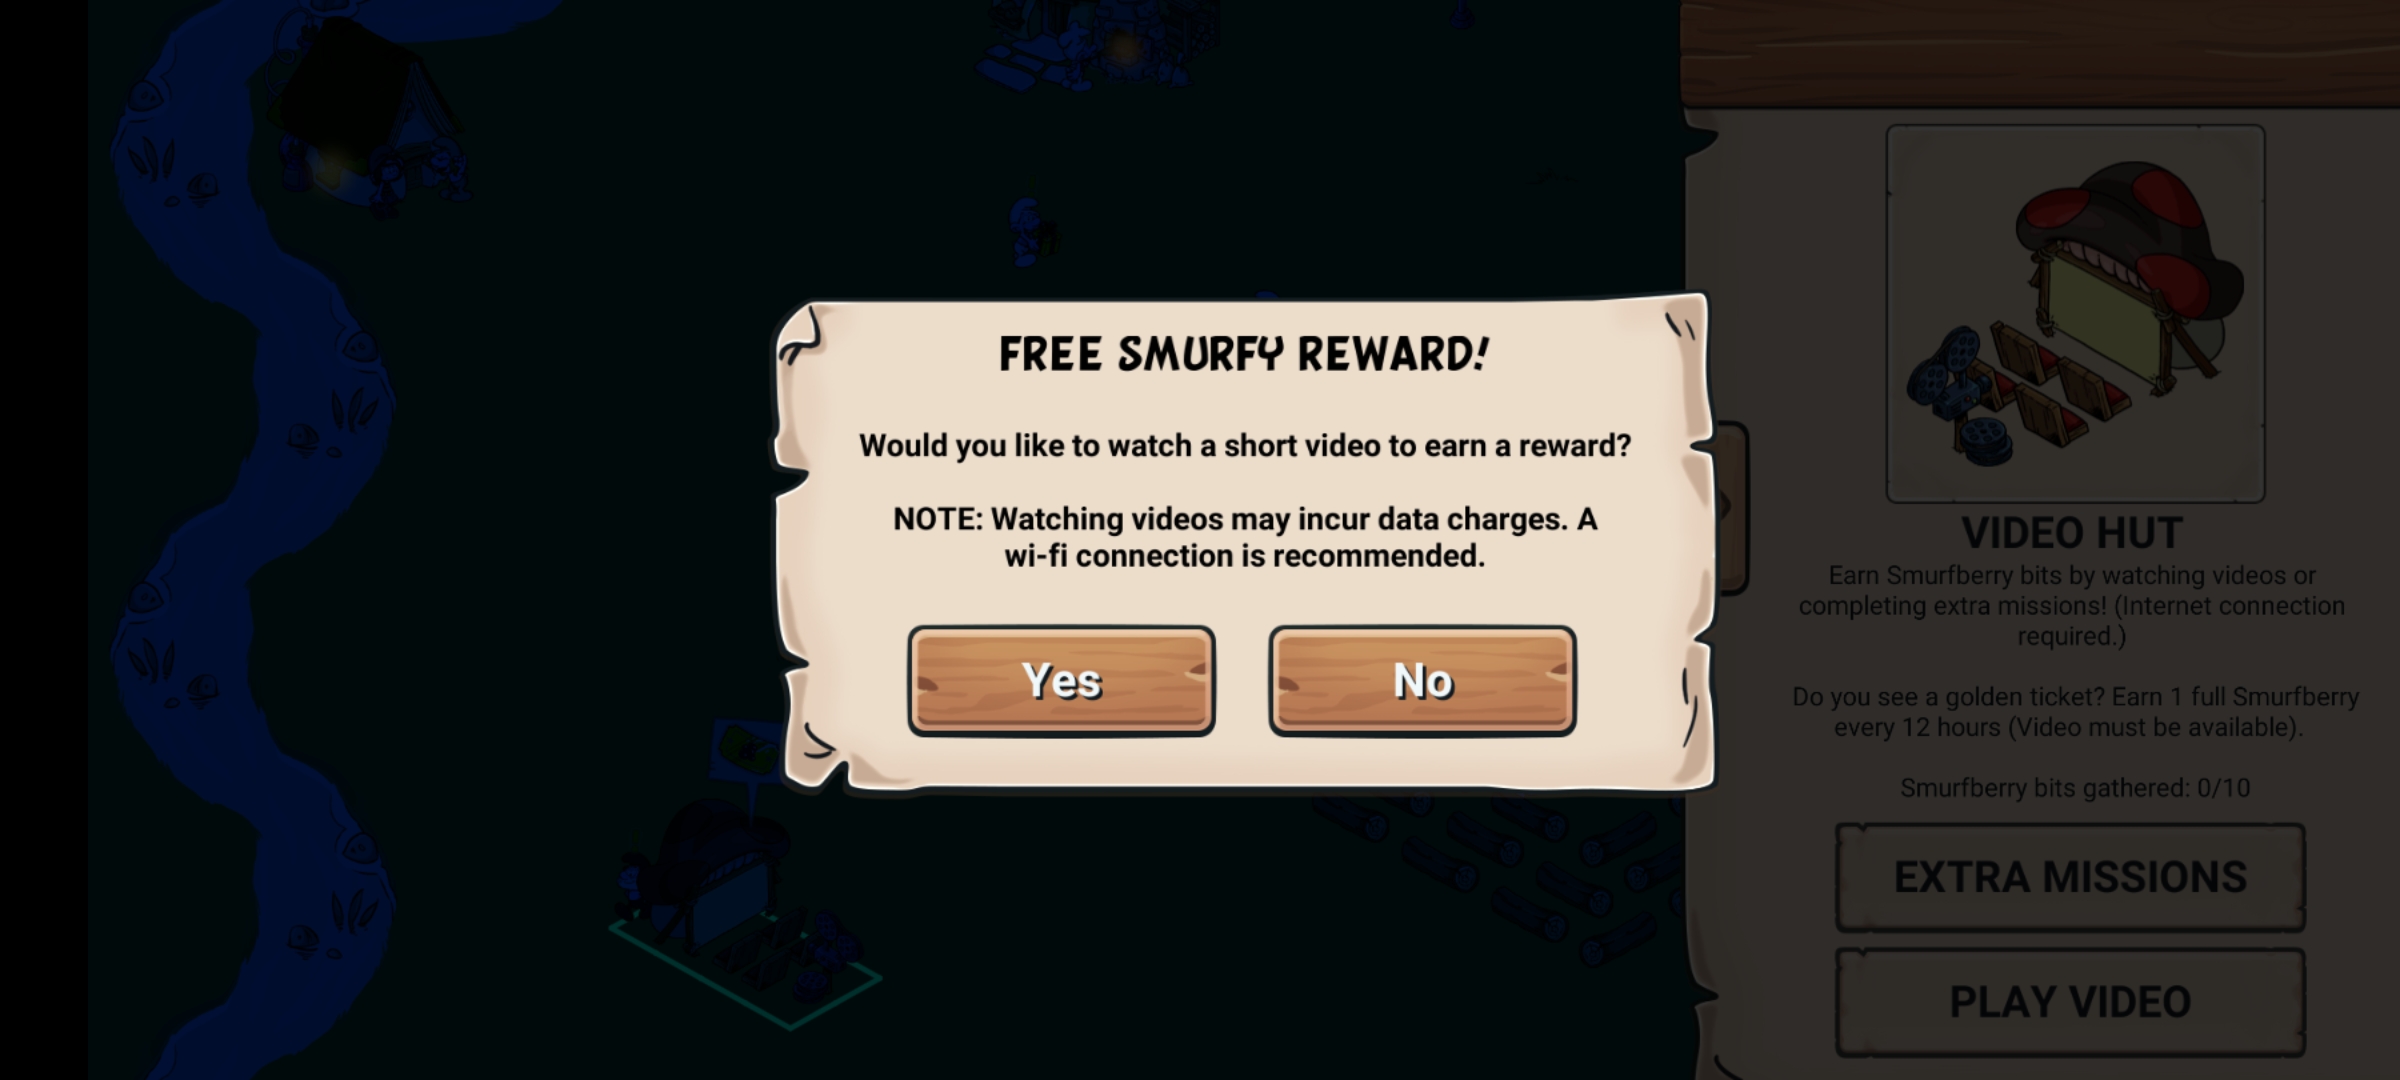 FREE SMURFY REWARD!
Would you like to watch a short video to earn a reward?
NOTE: Watching videos may incur data charges. A
wi-fi connection is recommended.
Yes
No
VIDEO HUT
Earn Smurfberry bits by watching videos or
completing extra missions! (Internet connection
required.)
Do you see a golden ticket? Earn 1 full Smurfberry
every 12 hours (Video must be available).
Smurfberry bits gathered: 0/10
EXTRA MISSIONS
PLAY VIDEO